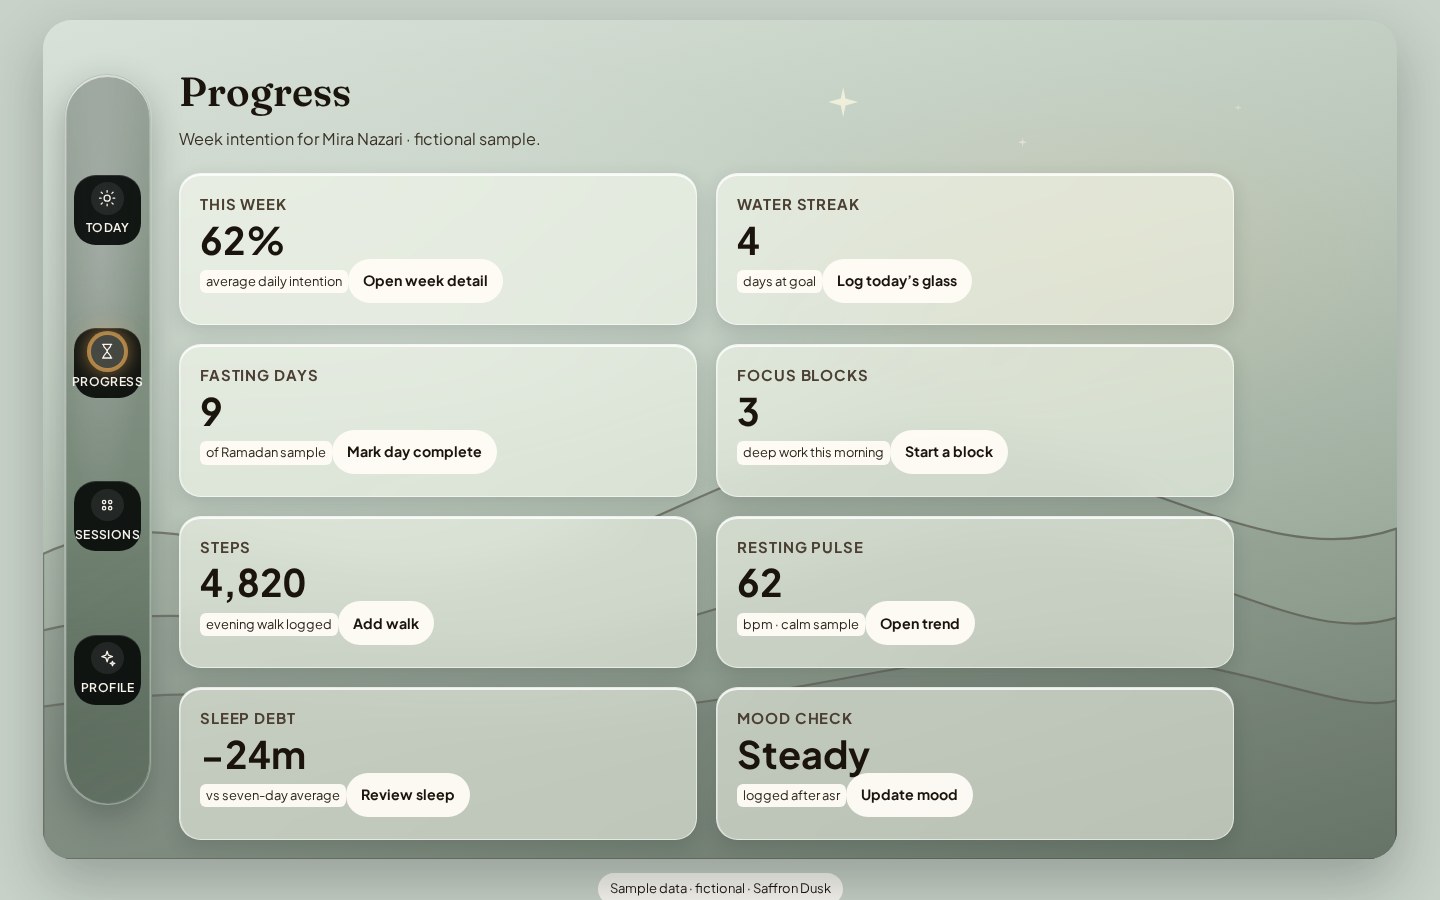 Progress
Week intention for Mira Nazari · fictional sample.
TODAY
PROGRESS
SESSIONS
PROFILE
THIS WEEK
62%
average daily intention
Open week detail
WATER STREAK
4
days at goal
Log today’s glass
FASTING DAYS
9
of Ramadan sample
Mark day complete
FOCUS BLOCKS
3
deep work this morning
Start a block
STEPS
4,820
evening walk logged
Add walk
RESTING PULSE
62
bpm · calm sample
Open trend
SLEEP DEBT
−24m
vs seven-day average
Review sleep
MOOD CHECK
Steady
logged after asr
Update mood
Sample data · fictional · Saffron Dusk